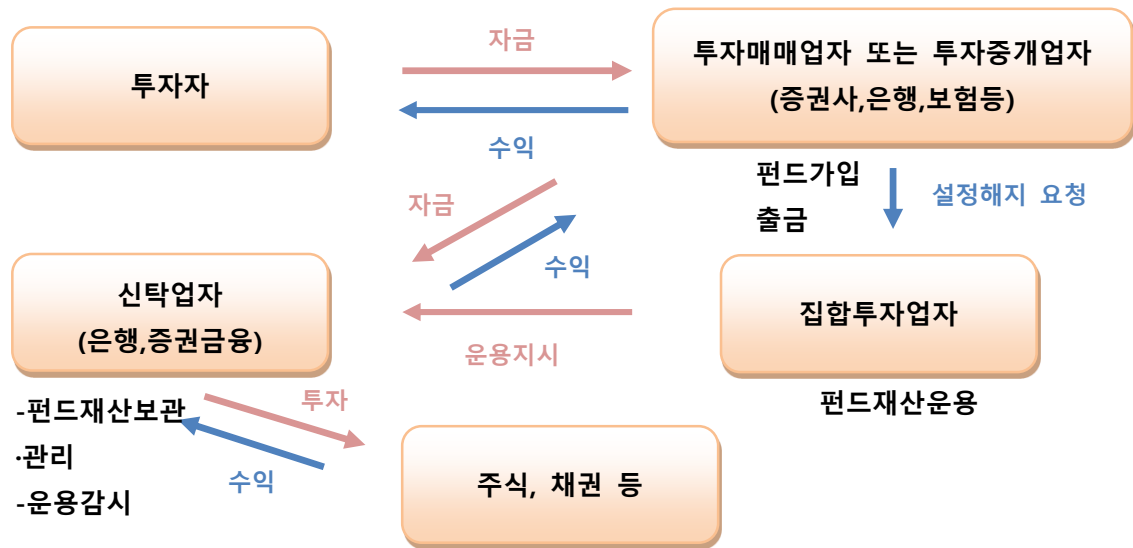 투자자
자금
수익
투자매매업자 또는 투자중개업자
(증권사,은행,보험등)
펀드가입
출금
설정해지 요청
자금
수익
신탁업자
(은행,증권금융)
운용지시
집합투자업자
펀드재산운용
-펀드재산보관
·관리
-운용감시
투자
수익
주식, 채권 등